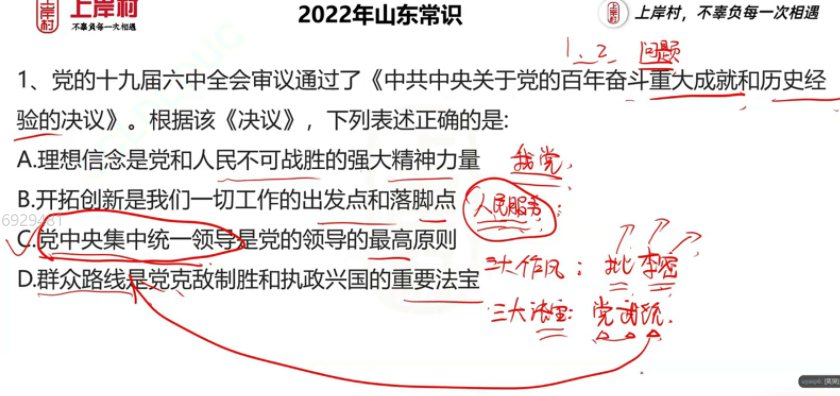 上岸村
不辜负每一次相遇
2022年山东常识
上岸村
上岸村，不辜负每一次相遇
1、2、问题
1、党的十九届六中全会审议通过了《中共中央关于党的百年奋斗重大成就和历史经
验的决议》。根据该《决议》，下列表述正确的是:
A.理想信念是党和人民不可战胜的强大精神力量 我党
B.开拓创新是我们一切工作的出发点和落脚点 人民服务
6929481
C.党中央集中统一领导是党的领导的最高原则
三大作风：批 李密
D.群众路线是党克敌制胜和执政兴国的重要法宝
三大法宝：党武统